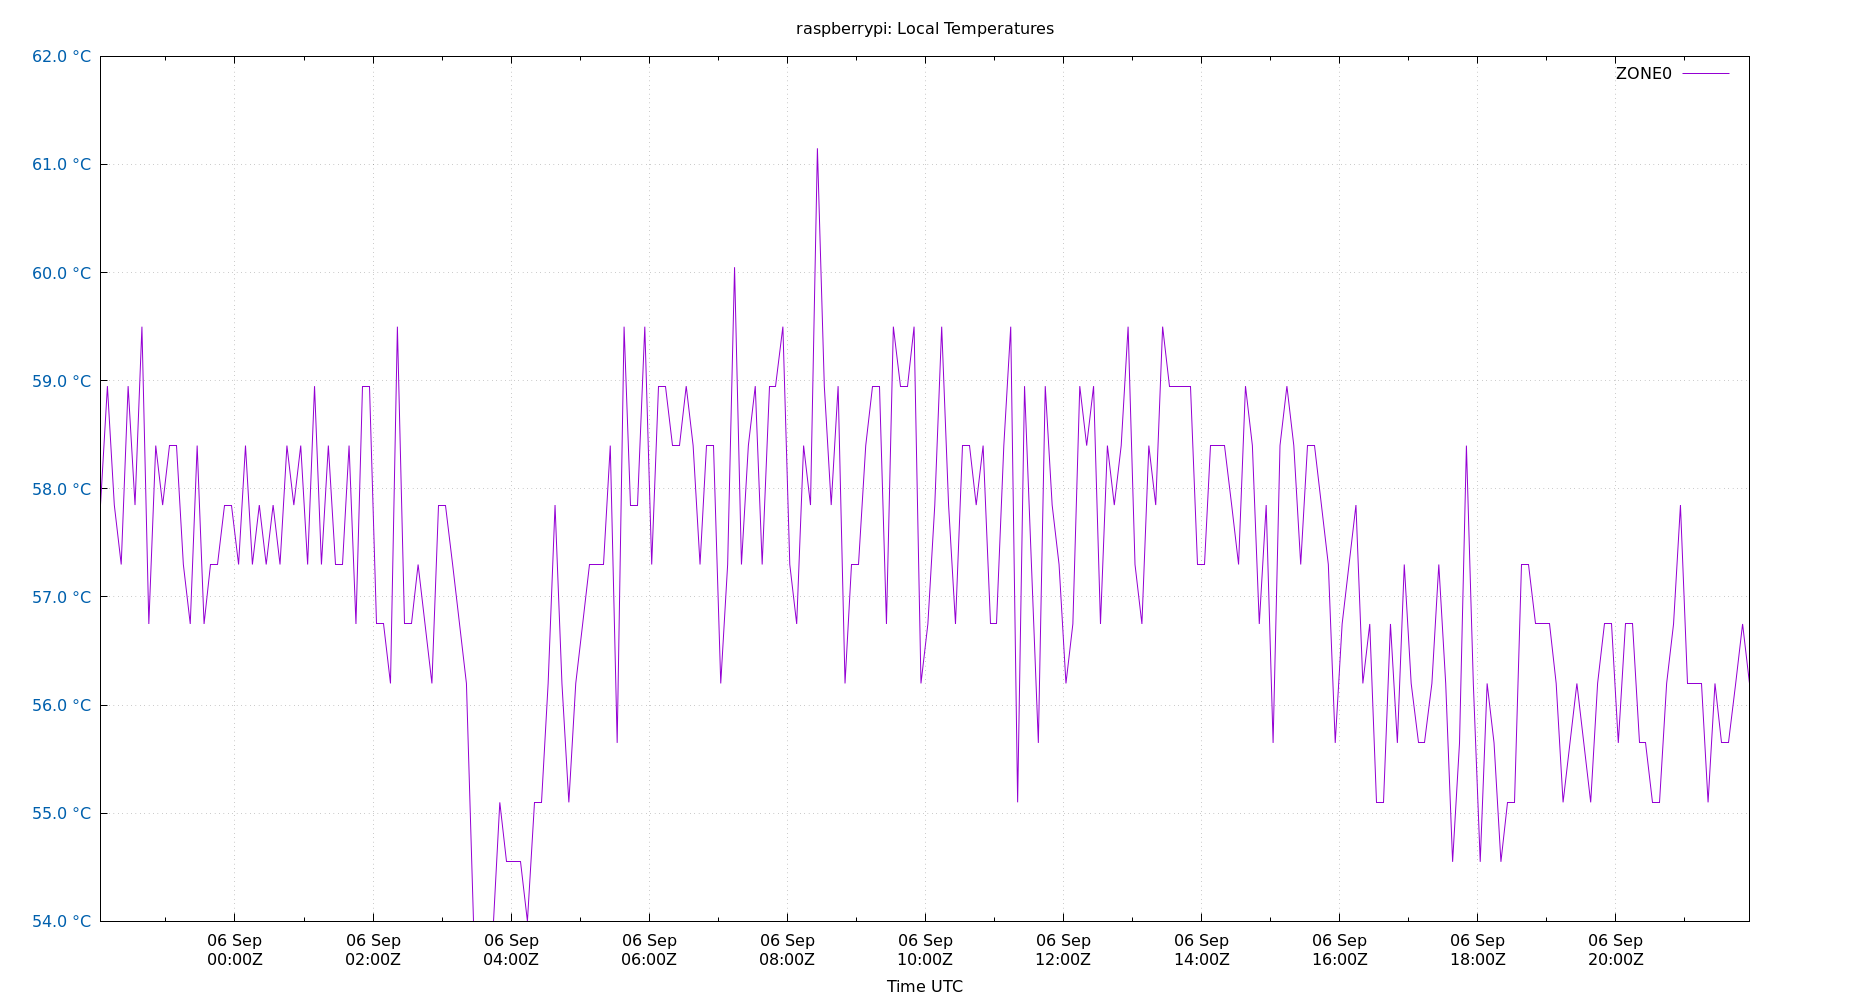 raspberrypi: Local Temperatures
62.0 °C
ZONE0
61.0 °C
60.0 °C
59.0 °C
58.0 °C
57.0 °C
56.0 °C
55.0 °C
54.0 °C
06 Sep 06 Sep 06 Sep 06 Sep 06 Sep 06 Sep 06 Sep 06 Sep 06 Sep 06 Sep 06 Sep
00:00Z 02:00Z 04:00Z 06:00Z 08:00Z 10:00Z 12:00Z 14:00Z 16:00Z 18:00Z 20:00Z
Time UTC